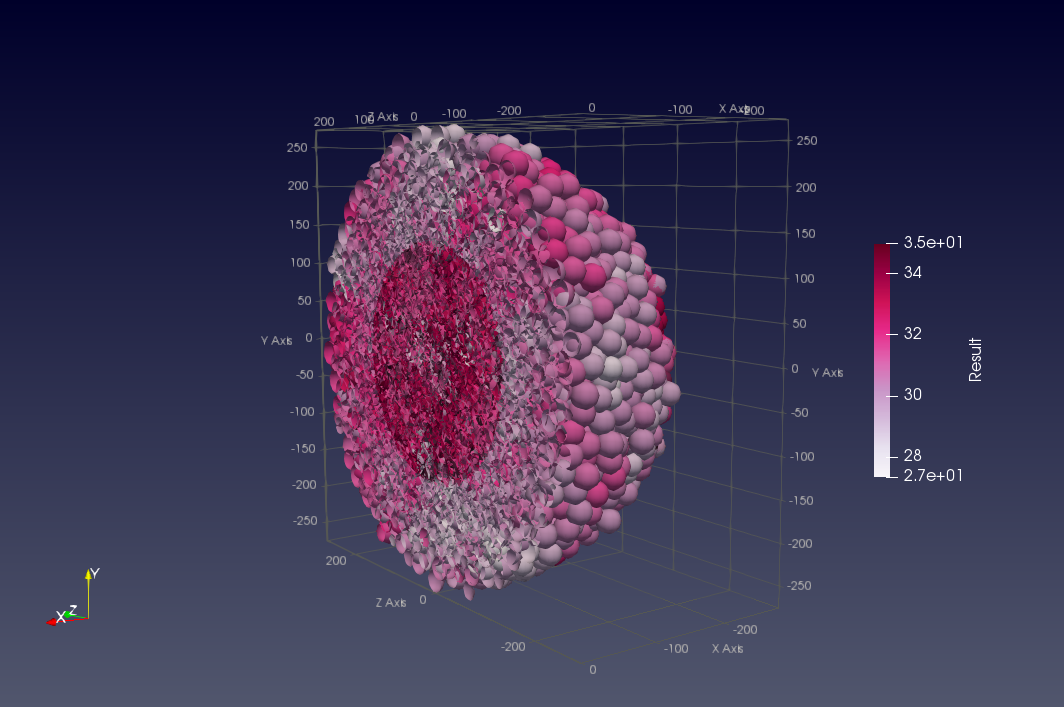 200 100 Z Axis 0 -100 -200 0 -100 X Axis -200
250 250
200 200
150 150
100 100
50 50
Y Axis 0 0 Y Axis
-50 -50
-100 -100
-150 -150
-200 -200
-250 -250
200
Z Axis 0
-200
0
-100 X Axis
-200
3.5e+01
34
32
30
28
2.7e+01
Result
Y
Z
X